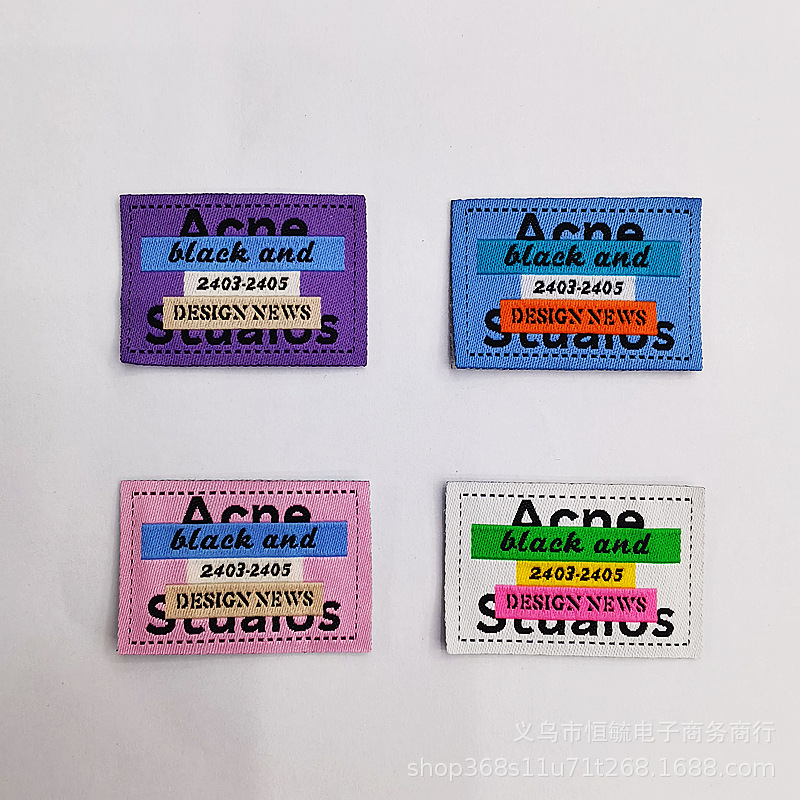 Acne
black and
2403-2405
DESIGN NEWS
Studios
Acne
black and
2403-2405
DESIGN NEWS
Studios
Acne
black and
2403-2405
DESIGN NEWS
Studios
Acne
black and
2403-2405
DESIGN NEWS
Studios
义乌市恒毓电子商务商行
shop368s11u71t268.1688.com